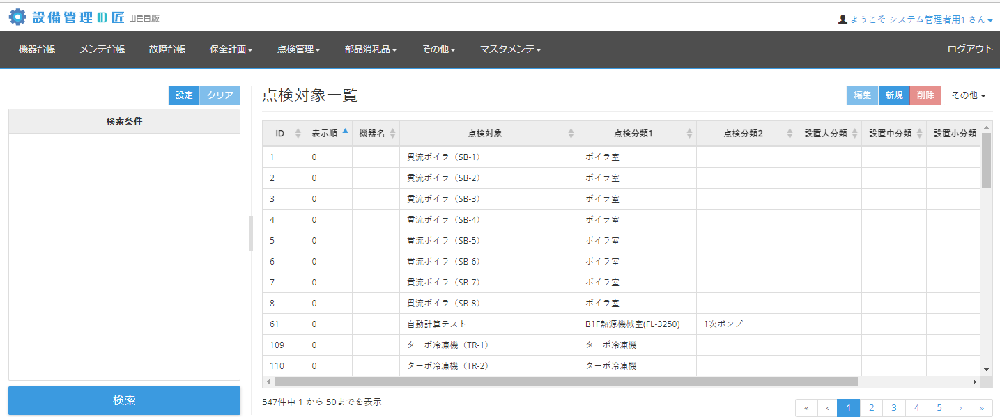 設備管理の匠 WEB版
ようこそ システム管理者用1 さん
機器台帳 メンテ台帳 故障台帳 保全計画 点検管理 部品消耗品 その他 マスタメンテ ログアウト
設定 クリア
検索条件
検索
点検対象一覧
編集 新規 削除 その他
ID 表示順 機器名 点検対象 点検分類1 点検分類2 設置大分類 設置中分類 設置小分類
1 0 貫流ボイラ（SB-1） ボイラ室
2 0 貫流ボイラ（SB-2） ボイラ室
3 0 貫流ボイラ（SB-3） ボイラ室
4 0 貫流ボイラ（SB-4） ボイラ室
5 0 貫流ボイラ（SB-5） ボイラ室
6 0 貫流ボイラ（SB-6） ボイラ室
7 0 貫流ボイラ（SB-7） ボイラ室
8 0 貫流ボイラ（SB-8） ボイラ室
61 0 自動計算テスト B1F熱源機械室(FL-3250) 1次ポンプ
109 0 ターボ冷凍機（TR-1） ターボ冷凍機
110 0 ターボ冷凍機（TR-2） ターボ冷凍機
547件中 1 から 50までを表示
« ‹ 1 2 3 4 5 › »